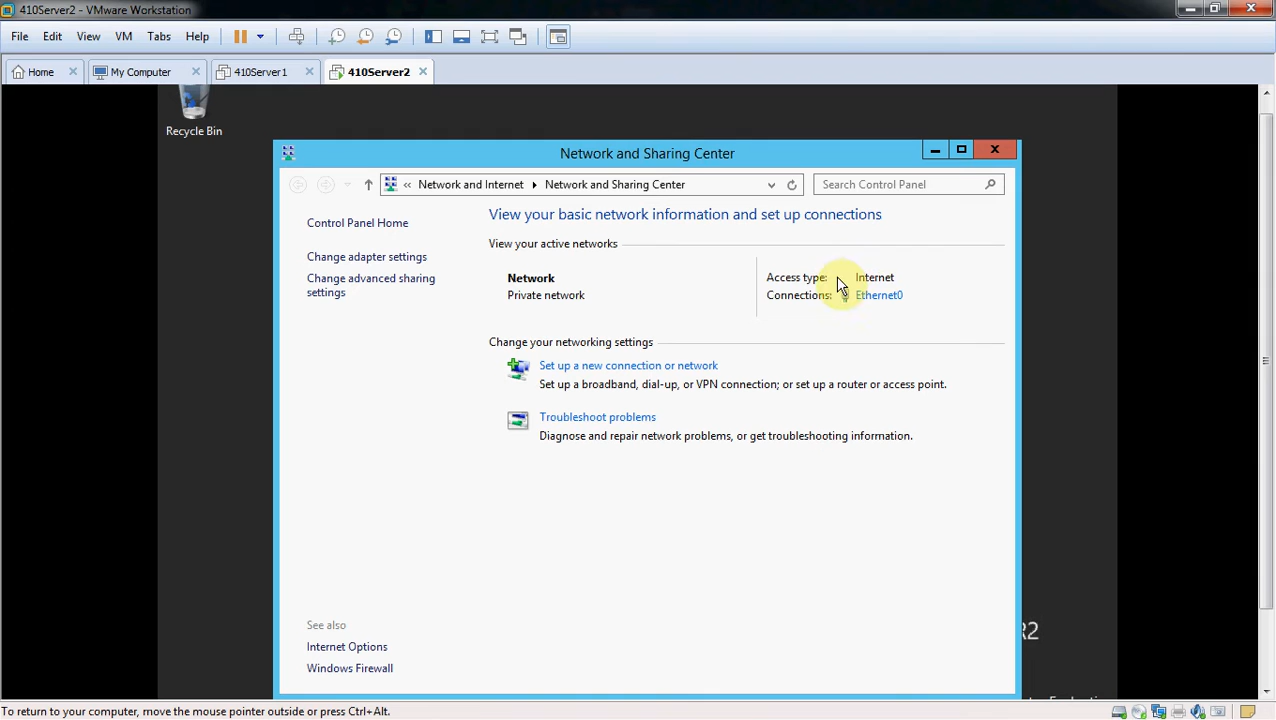 410Server2 - VMware Workstation
File Edit View VM Tabs Help
Home My Computer 410Server1 410Server2
Recycle Bin
Network and Sharing Center
« Network and Internet Network and Sharing Center Search Control Panel
Control Panel Home
Change adapter settings
Change advanced sharing
settings
View your basic network information and set up connections
View your active networks
Network
Private network
Access type: Internet
Connections: Ethernet0
Change your networking settings
Set up a new connection or network
Set up a broadband, dial-up, or VPN connection; or set up a router or access point.
Troubleshoot problems
Diagnose and repair network problems, or get troubleshooting information.
See also
Internet Options
Windows Firewall
R2
To return to your computer, move the mouse pointer outside or press Ctrl+Alt.